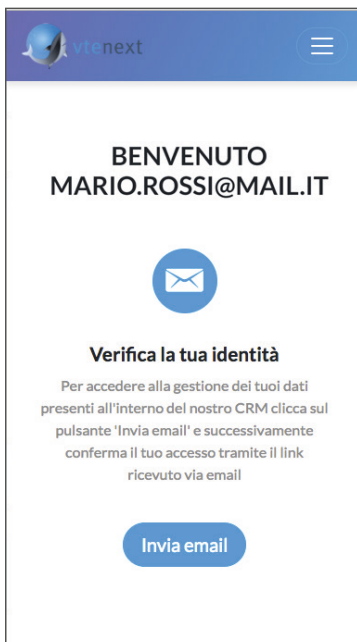 vtenext
BENVENUTO
MARIO.ROSSI@MAIL.IT
Verifica la tua identità
Per accedere alla gestione dei tuoi dati
presenti all'interno del nostro CRM clicca sul
pulsante 'Invia email' e successivamente
conferma il tuo accesso tramite il link
ricevuto via email
Invia email